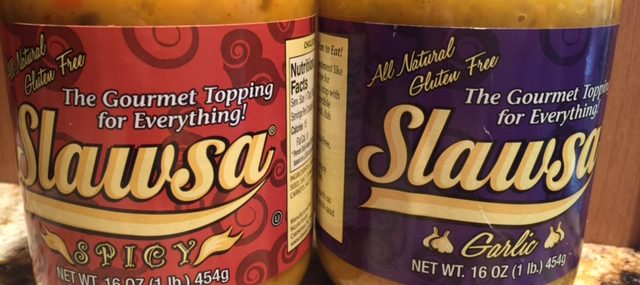 All Natural
Gluten Free
The Gourmet Topping
for Everything!
Slawsa®
SPICY
NET WT. 16 OZ (1 lb.) 454g
Nutrition
Facts
All Natural
Gluten Free
The Gourmet Topping
for Everything
Slawsa
Garlic
NET WT. 16 OZ (1 lb.) 454g